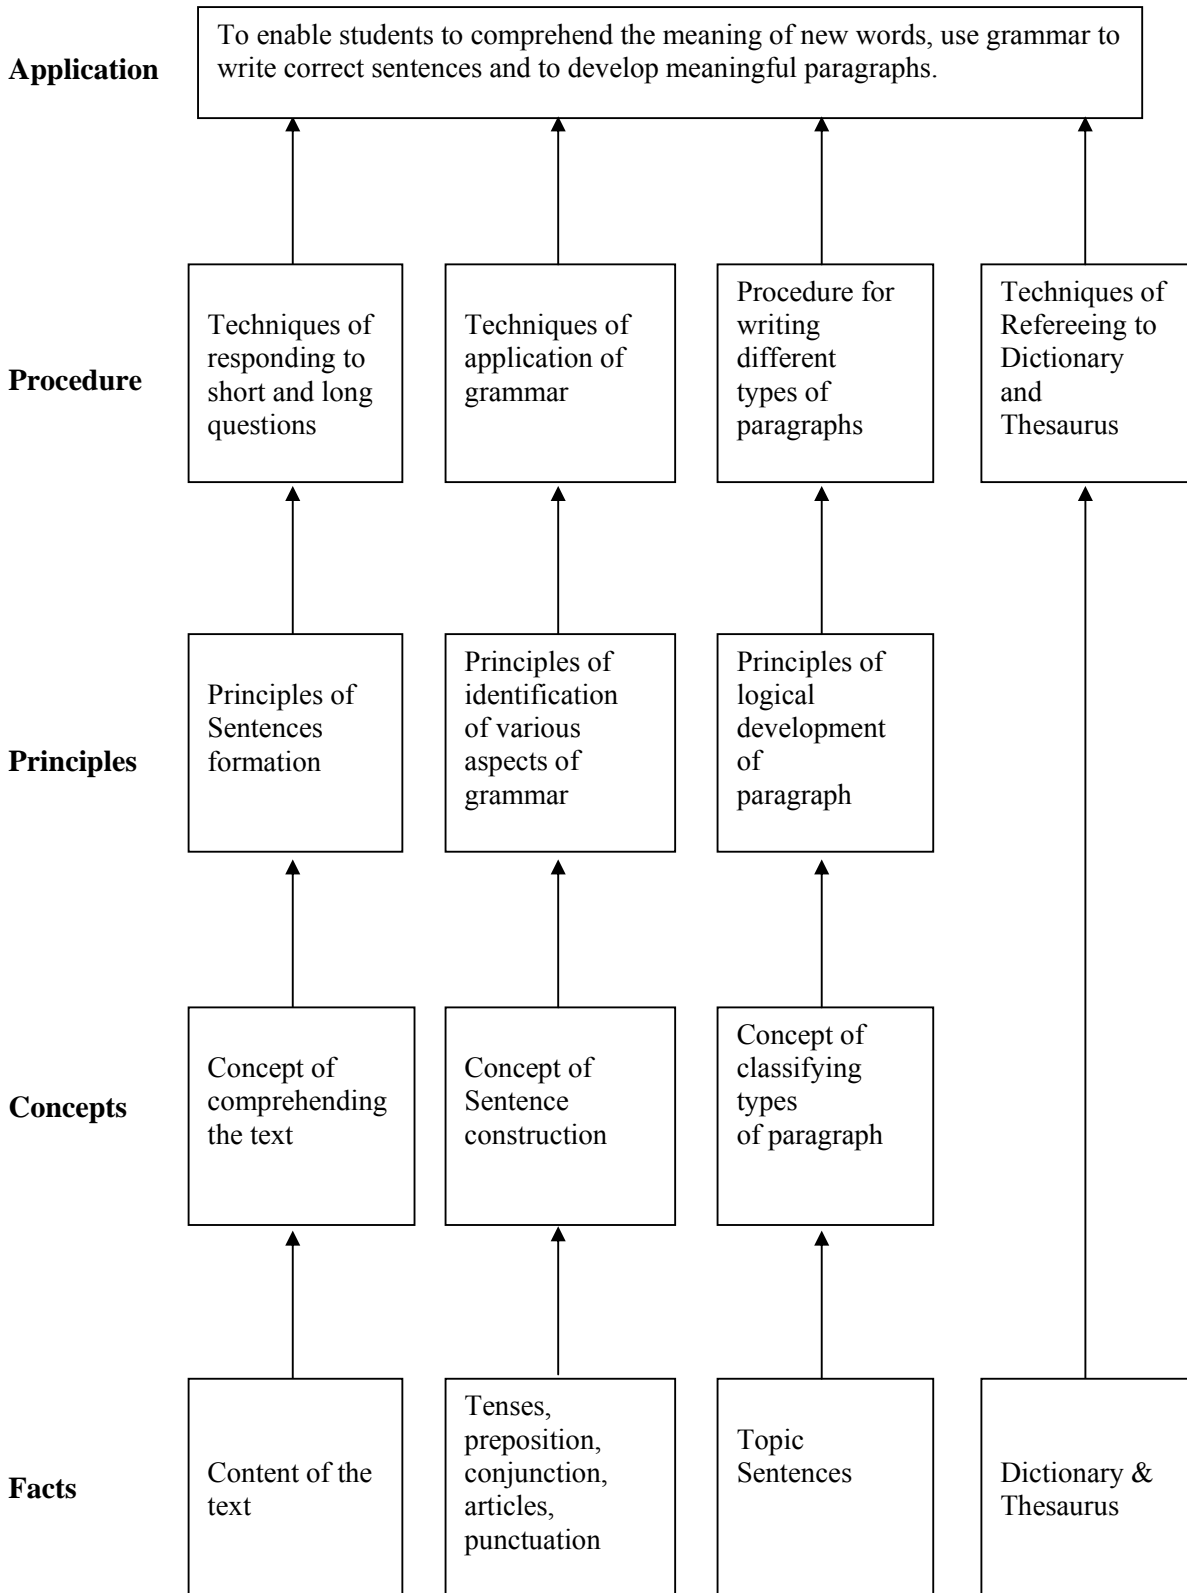 To enable students to comprehend the meaning of new words, use grammar to
write correct sentences and to develop meaningful paragraphs.
Application
Procedure
Techniques of
responding to
short and long
questions
Techniques of
application of
grammar
Procedure for
writing
different
types of
paragraphs
Techniques of
Refereeing to
Dictionary
and
Thesaurus
Principles
Principles of
Sentences
formation
Principles of
identification
of various
aspects of
grammar
Principles of
logical
development
of
paragraph
Concepts
Concept of
comprehending
the text
Concept of
Sentence
construction
Concept of
classifying
types
of paragraph
Facts
Content of the
text
Tenses,
preposition,
conjunction,
articles,
punctuation
Topic
Sentences
Dictionary &
Thesaurus